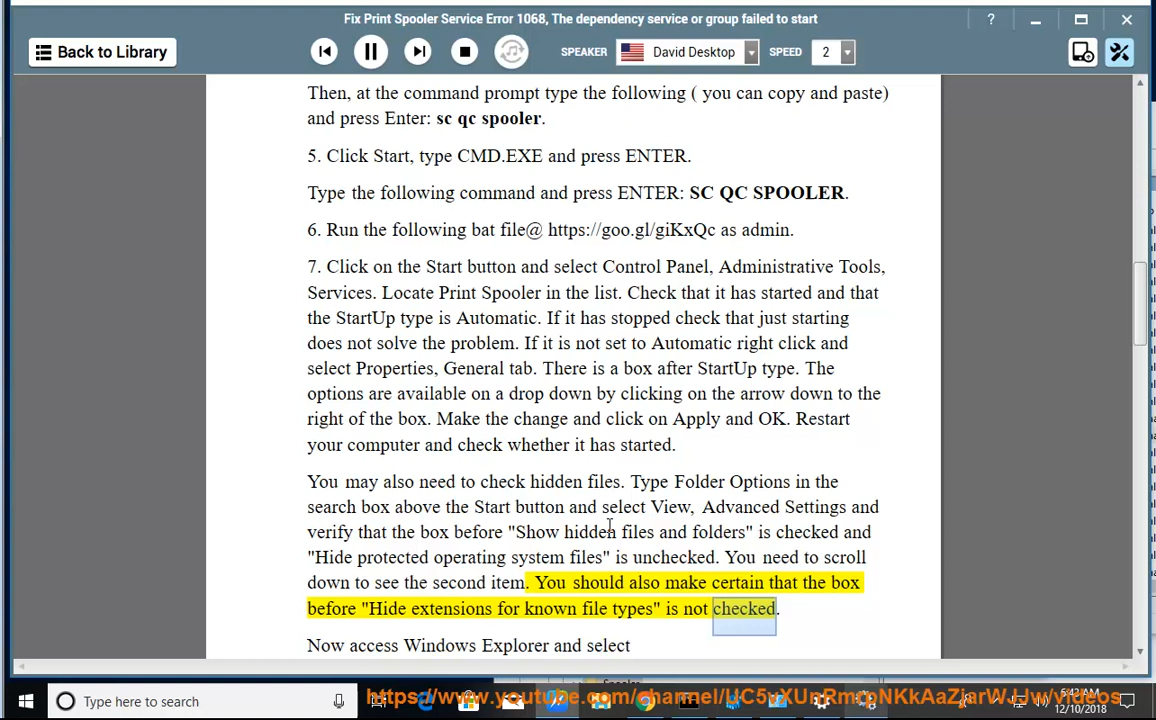 Fix Print Spooler Service Error 1068, The dependency service or group failed to start
Back to Library
SPEAKER
David Desktop
SPEED
2
Then, at the command prompt type the following ( you can copy and paste)
and press Enter: sc qc spooler.
5. Click Start, type CMD.EXE and press ENTER.
Type the following command and press ENTER: SC QC SPOOLER.
6. Run the following bat file@ https://goo.gl/giKxQc as admin.
7. Click on the Start button and select Control Panel, Administrative Tools,
Services. Locate Print Spooler in the list. Check that it has started and that
the StartUp type is Automatic. If it has stopped check that just starting
does not solve the problem. If it is not set to Automatic right click and
select Properties, General tab. There is a box after StartUp type. The
options are available on a drop down by clicking on the arrow down to the
right of the box. Make the change and click on Apply and OK. Restart
your computer and check whether it has started.
You may also need to check hidden files. Type Folder Options in the
search box above the Start button and select View, Advanced Settings and
verify that the box before "Show hidden files and folders" is checked and
"Hide protected operating system files" is unchecked. You need to scroll
down to see the second item. You should also make certain that the box
before "Hide extensions for known file types" is not checked.
Now access Windows Explorer and select
Type here to search
12/10/2018